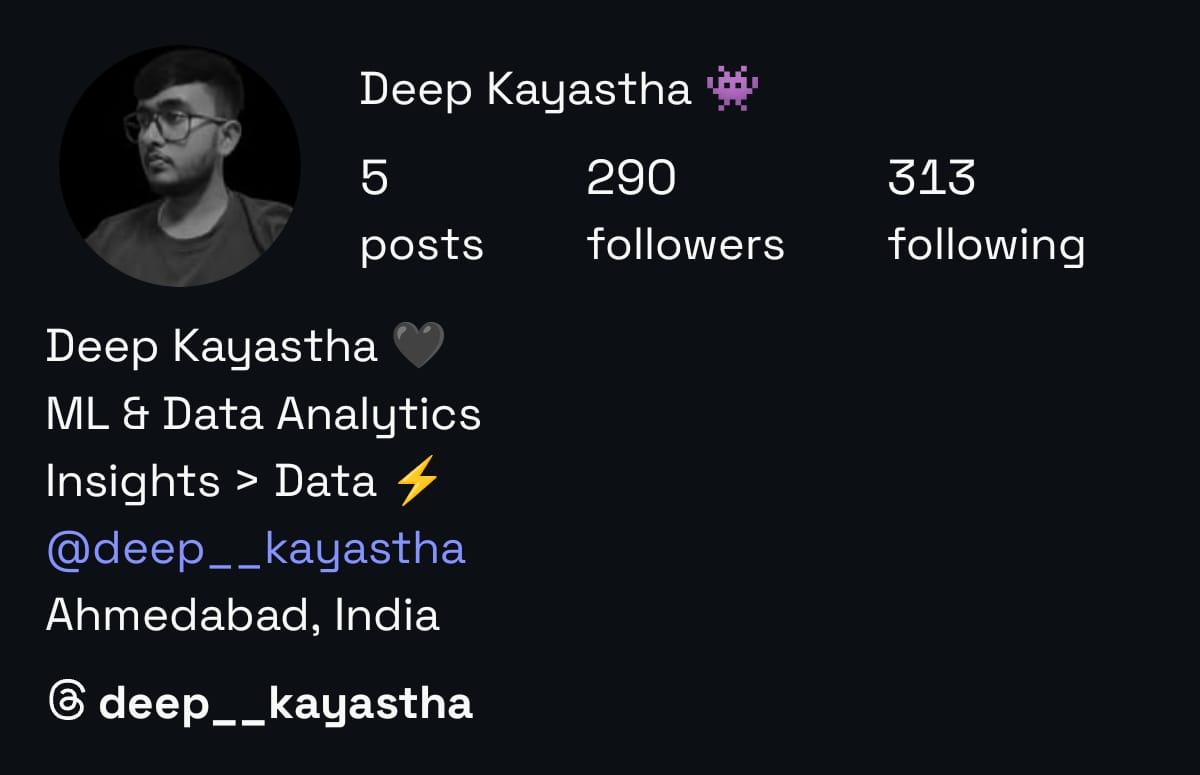 Deep Kayastha 👾
5 290 313
posts followers following
Deep Kayastha 🖤
ML & Data Analytics
Insights > Data ⚡
@deep__kayastha
Ahmedabad, India
deep__kayastha